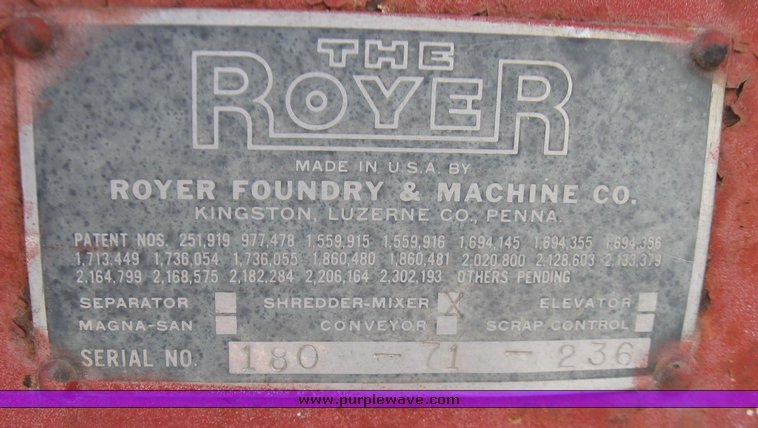 THE
ROYER
MADE IN U.S.A. BY
ROYER FOUNDRY & MACHINE CO.
KINGSTON, LUZERNE CO., PENNA.
PATENT NOS. 251,919 977,478 1,559,915 1,559,916 1,694,145 1,694,355 1,694,356
1,713,449 1,736,054 1,736,055 1,860,480 1,860,481 2,020,800 2,128,603 2,133,379
2,164,799 2,168,575 2,182,284 2,206,164 2,302,193 OTHERS PENDING
SEPARATOR SHREDDER-MIXER X ELEVATOR
MAGNA-SAN CONVEYOR SCRAP CONTROL
SERIAL NO. 180 - 71 - 236
www.purplewave.com